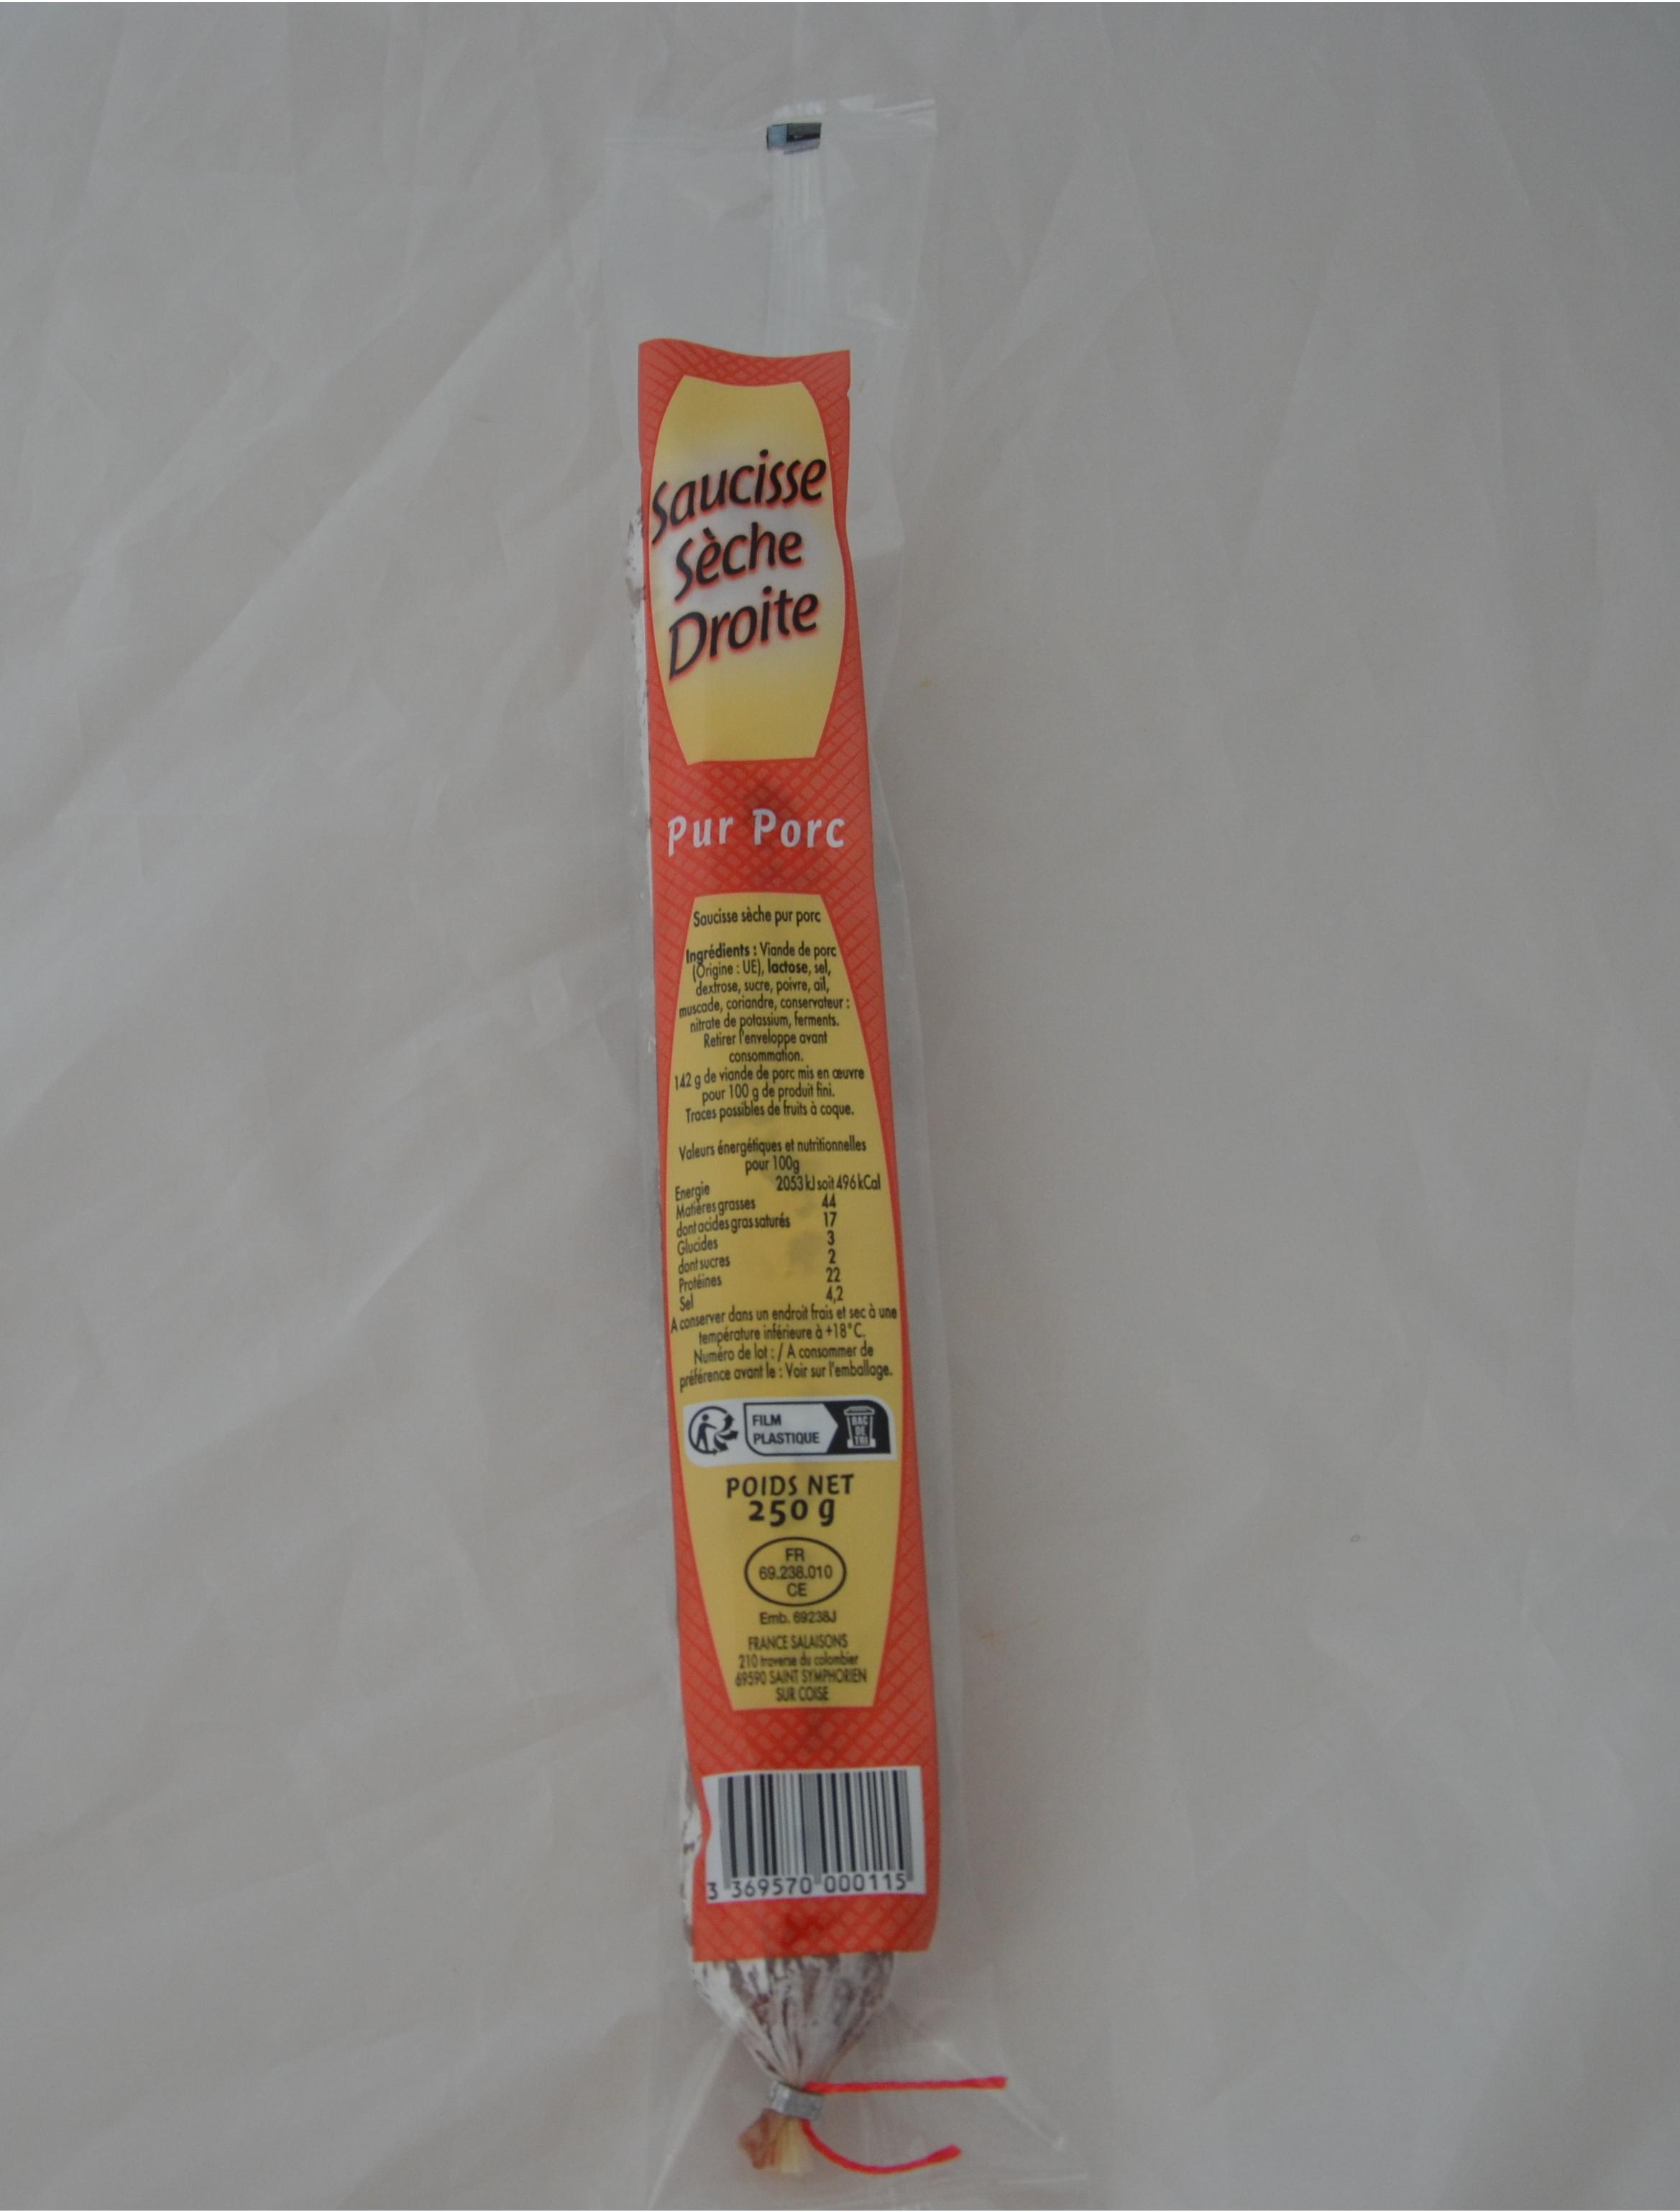 Saucisse
Sèche
Droite
Pur Porc
Saucisse sèche pur porc
Ingrédients : Viande de porc
(Origine : UE), lactose, sel,
dextrose, sucre, poivre, ail,
muscade, coriandre, conservateur :
nitrate de potassium, ferments.
Retirer l'enveloppe avant
consommation.
142 g de viande de porc mis en œuvre
pour 100 g de produit fini.
Traces possibles de fruits à coque.
Valeurs énergétiques et nutritionnelles
pour 100g
Energie 2053 kJ soit 496 kCal
Matières grasses 44
dont acides gras saturés 17
Glucides 3
dont sucres 2
Protéines 22
Sel 4,2
A conserver dans un endroit frais et sec à une
température inférieure à +18°C.
Numéro de lot : / A consommer de
préférence avant le : Voir sur l'emballage.
FILM
PLASTIQUE
BAC
DE
TRI
POIDS NET
250 g
FR
69.238.010
CE
Emb. 69238J
FRANCE SALAISONS
210 traverse du colombier
69590 SAINT SYMPHORIEN
SUR COISE
3 369570 000115